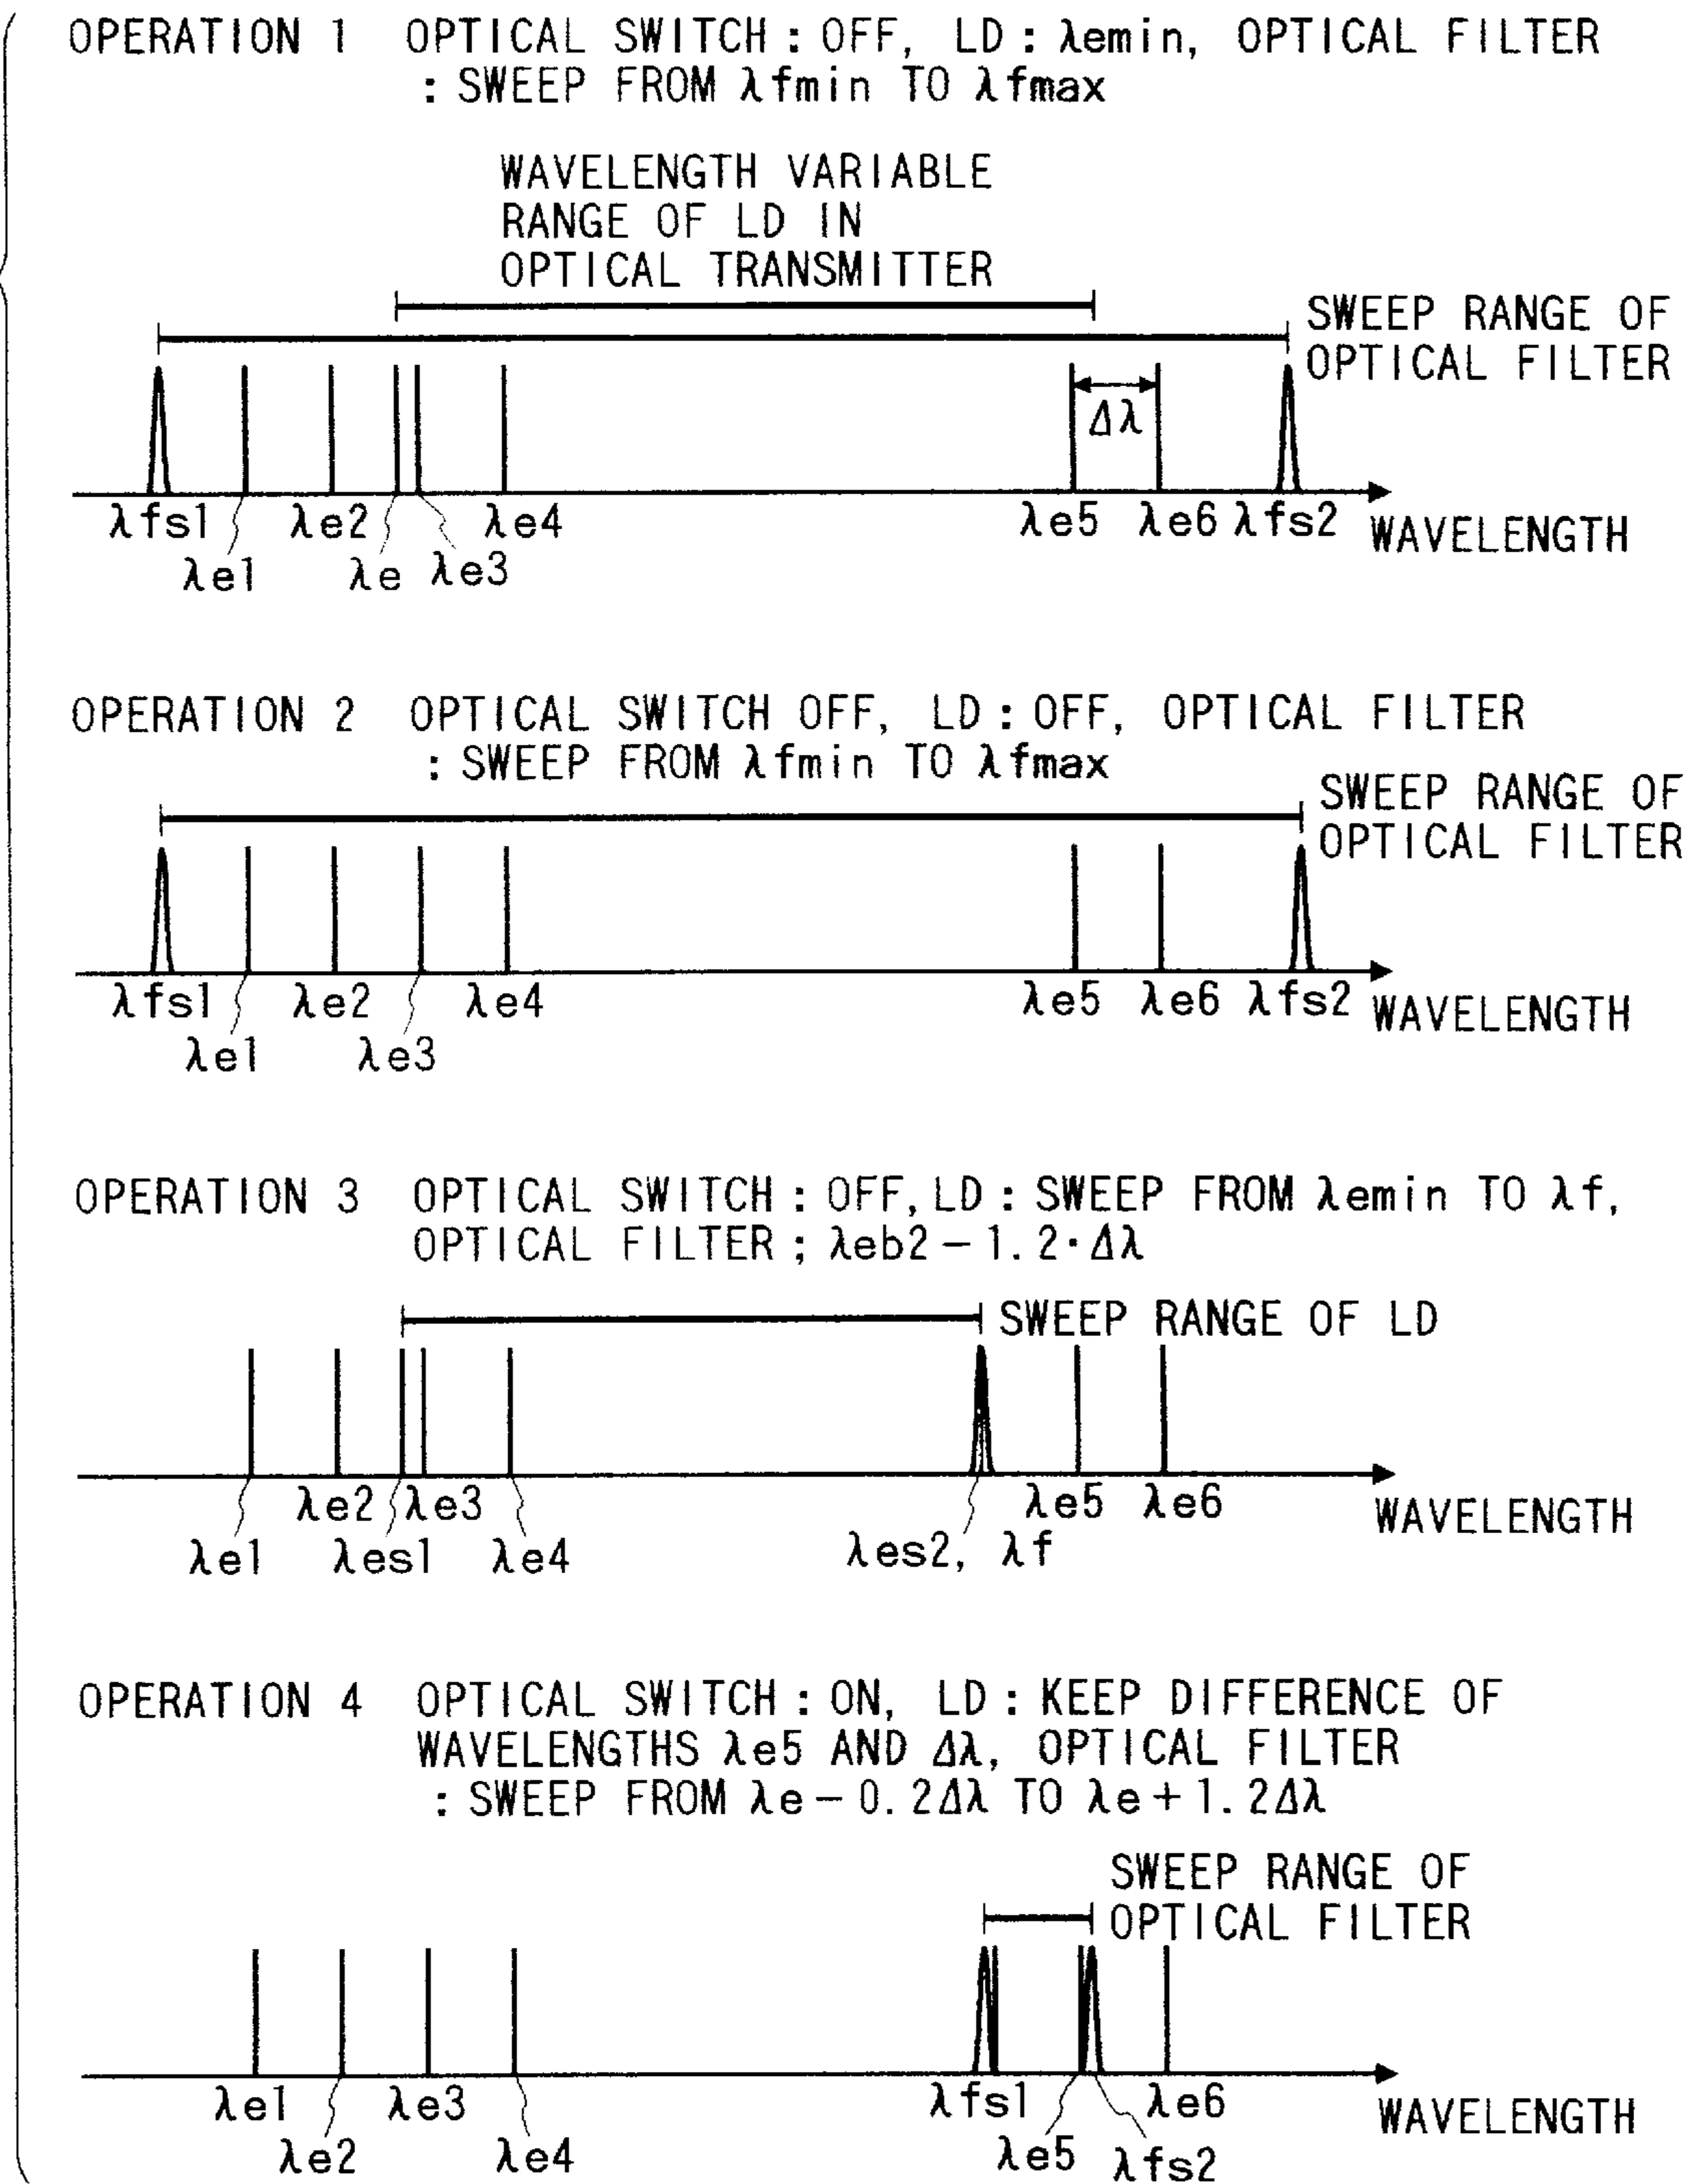 OPERATION 1 OPTICAL SWITCH : OFF, LD : λemin, OPTICAL FILTER
: SWEEP FROM λfmin TO λfmax
WAVELENGTH VARIABLE
RANGE OF LD IN
OPTICAL TRANSMITTER
SWEEP RANGE OF
OPTICAL FILTER
Δλ
λfs1 λe2 λe4 λe5 λe6 λfs2 WAVELENGTH
λe1 λe λe3
OPERATION 2 OPTICAL SWITCH OFF, LD : OFF, OPTICAL FILTER
: SWEEP FROM λfmin TO λfmax
SWEEP RANGE OF
OPTICAL FILTER
λfs1 λe2 λe4 λe5 λe6 λfs2 WAVELENGTH
λe1 λe3
OPERATION 3 OPTICAL SWITCH : OFF, LD : SWEEP FROM λemin TO λf,
OPTICAL FILTER ; λeb2 − 1.2·Δλ
SWEEP RANGE OF LD
λe2 λe3 λe5 λe6 WAVELENGTH
λe1 λes1 λe4 λes2, λf
OPERATION 4 OPTICAL SWITCH : ON, LD : KEEP DIFFERENCE OF
WAVELENGTHS λe5 AND Δλ, OPTICAL FILTER
: SWEEP FROM λe − 0.2Δλ TO λe + 1.2Δλ
SWEEP RANGE OF
OPTICAL FILTER
λe1 λe3 λfs1 λe6 WAVELENGTH
λe2 λe4 λe5 λfs2